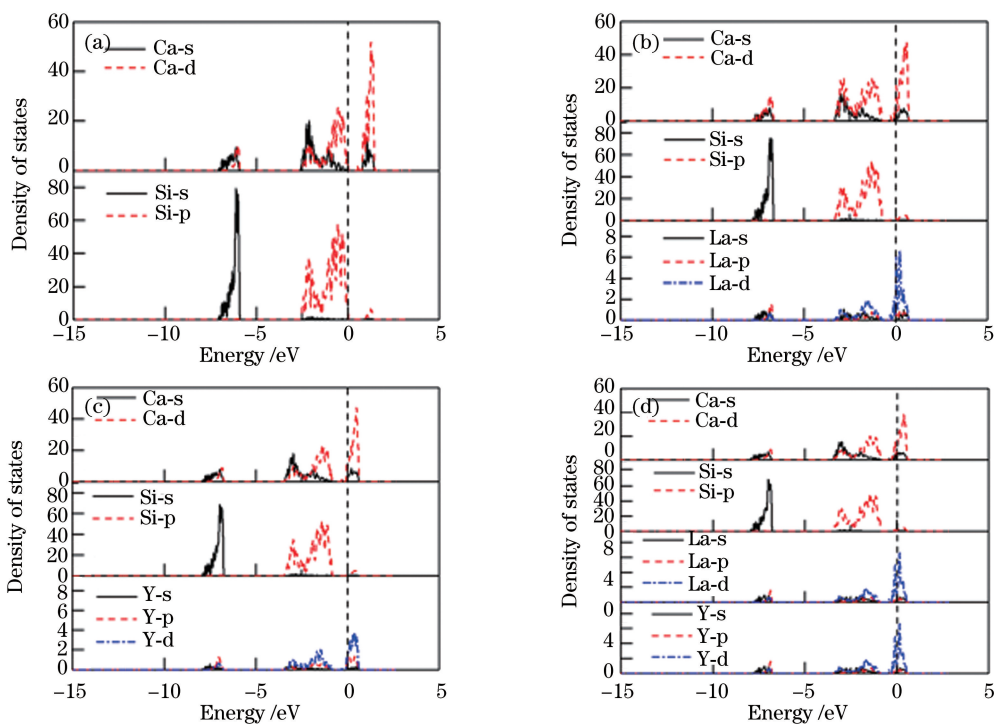 (a)
Ca-s
Ca-d
60
40
20
0
Si-s
Si-p
80
60
40
20
0
Density of states
−15 −10 −5 0 5
Energy /eV
(b)
Ca-s
Ca-d
60
40
20
0
Si-s
Si-p
80
60
40
20
0
La-s
La-p
La-d
8
6
4
2
0
Density of states
−15 −10 −5 0 5
Energy /eV
(c)
Ca-s
Ca-d
60
40
20
0
Si-s
Si-p
80
60
40
20
0
Y-s
Y-p
Y-d
8
6
4
2
0
Density of states
−15 −10 −5 0 5
Energy /eV
(d)
Ca-s
Ca-d
60
40
20
0
Si-s
Si-p
80
60
40
20
0
La-s
La-p
La-d
8
4
0
Y-s
Y-p
Y-d
8
4
0
Density of states
−15 −10 −5 0 5
Energy /eV